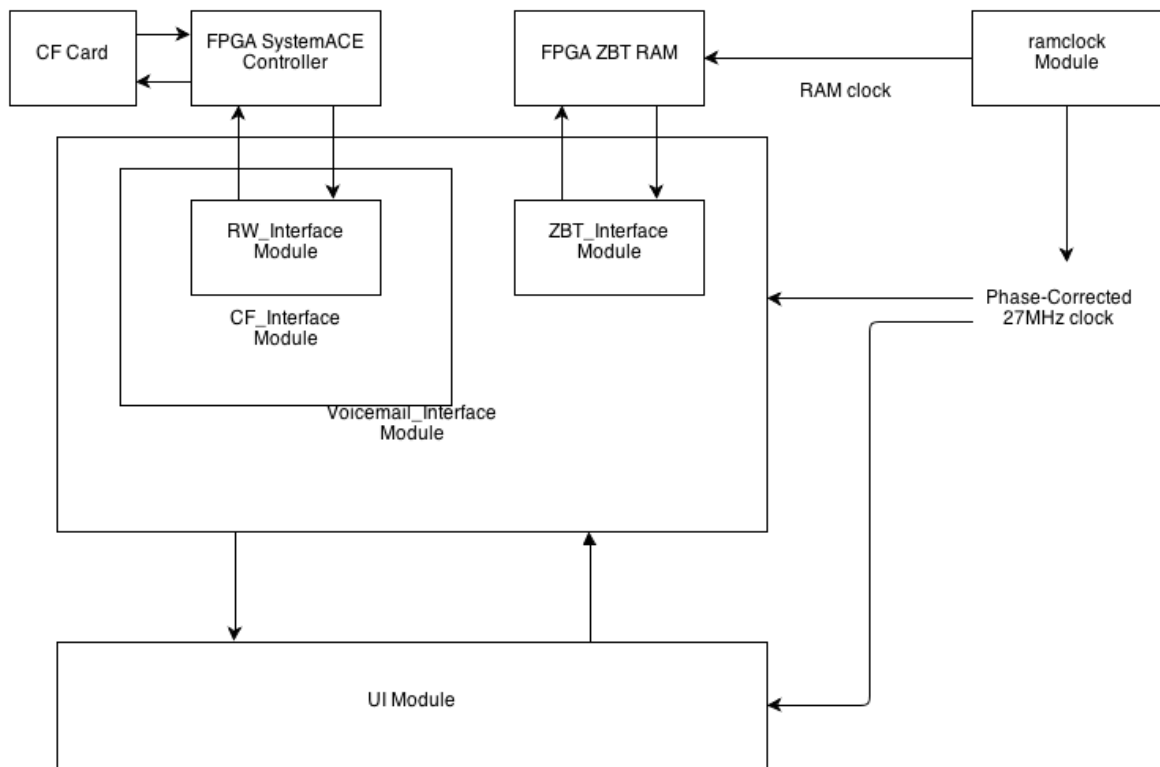 CF Card
FPGA SystemACE
Controller
FPGA ZBT RAM
ramclock
Module
RAM clock
RW_Interface
Module
ZBT_Interface
Module
CF_Interface
Module
Phase-Corrected
27MHz clock
Voicemail_Interface
Module
UI Module